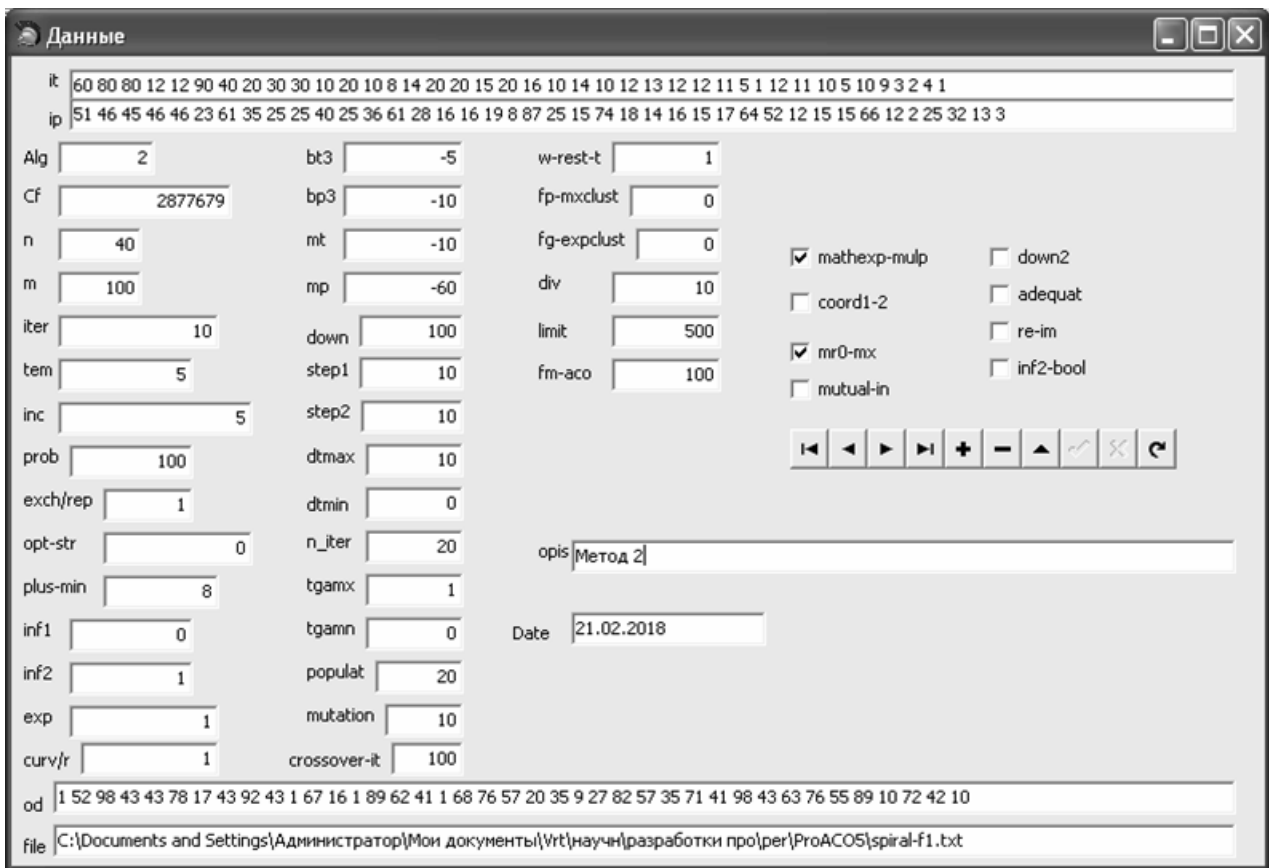 Данные
it 60 80 80 12 12 90 40 20 30 30 10 20 10 8 14 20 20 15 20 16 10 14 10 12 13 12 12 11 5 1 12 11 10 5 10 9 3 2 4 1
ip 51 46 45 46 46 23 61 35 25 25 40 25 36 61 28 16 16 19 8 87 25 15 74 18 14 16 15 17 64 52 12 15 15 66 12 2 25 32 13 3
Alg 2
Cf 2877679
n 40
m 100
iter 10
tem 5
inc 5
prob 100
exch/rep 1
opt-str 0
plus-min 8
inf1 0
inf2 1
exp 1
curv/r 1
bt3 -5
bp3 -10
mt -10
mp -60
down 100
step1 10
step2 10
dtmax 10
dtmin 0
n_iter 20
tgamx 1
tgamn 0
populat 20
mutation 10
crossover-it 100
w-rest-t 1
fp-mxclust 0
fg-expclust 0
div 10
limit 500
fm-aco 100
mathexp-mulp
coord1-2
mr0-mx
mutual-in
down2
adequat
re-im
inf2-bool
opis Метод 2
Date 21.02.2018
od 1 52 98 43 43 78 17 43 92 43 1 67 16 1 89 62 41 1 68 76 57 20 35 9 27 82 57 35 71 41 98 43 63 76 55 89 10 72 42 10
file C:\Documents and Settings\Администратор\Мои документы\Vrt\научн\разработки про\per\ProACO5\spiral-f1.txt